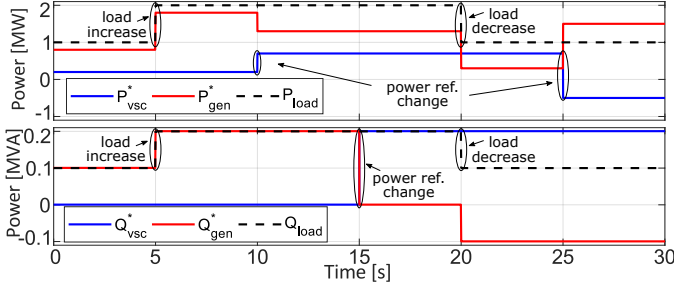 Power [MW]
2
1
0
-1
load
increase
load
decrease
power ref.
change
P*vsc P*gen Pload
Power [MVA]
0.2
0.1
0
-0.1
load
increase
load
decrease
power ref.
change
Q*vsc Q*gen Qload
0 5 10 15 20 25 30
Time [s]